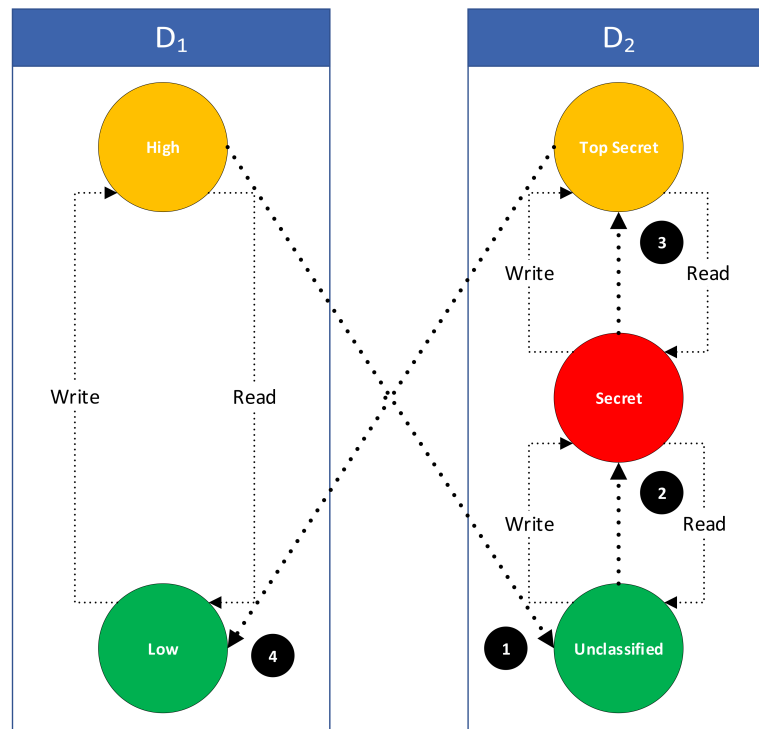 D₁
D₂
High
Top Secret
3
Write
Read
Write
Read
Secret
2
Write
Read
1
4
Low
Unclassified